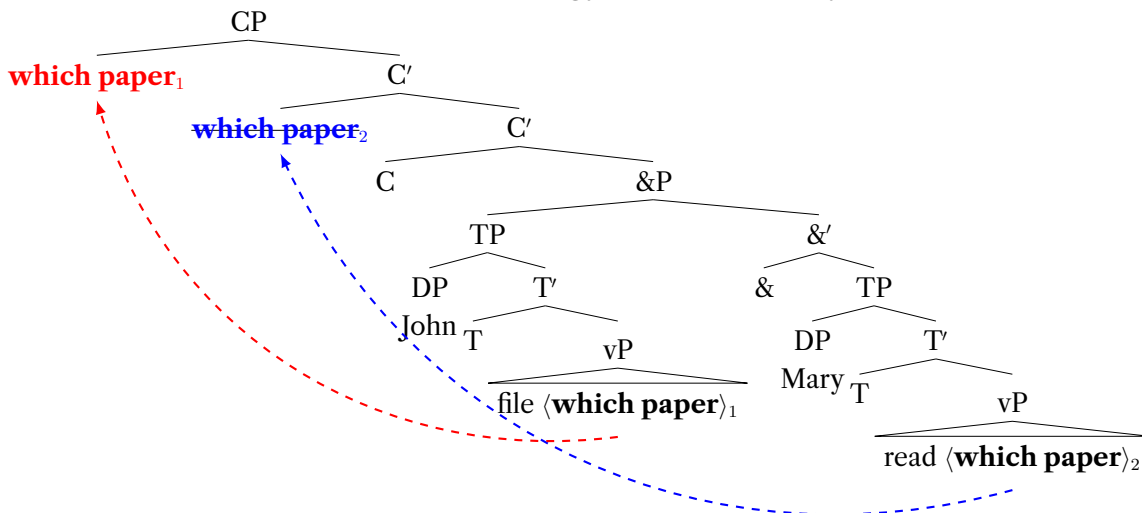 CP
which paper₁ C′
which paper₂ C′
C &P
TP &′
DP T′ & TP
John T vP DP T′
file ⟨which paper⟩₁ Mary T vP
read ⟨which paper⟩₂